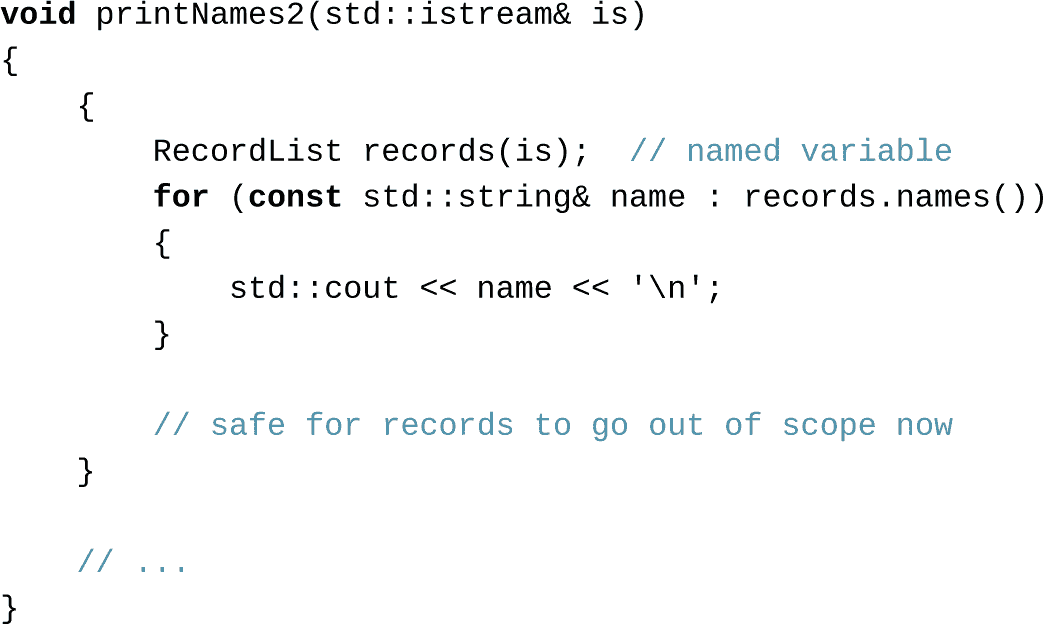 void printNames2(std::istream& is)
{
    {
        RecordList records(is);  // named variable
        for (const std::string& name : records.names())
        {
            std::cout << name << '\n';
        }

        // safe for records to go out of scope now
    }

    // ...
}